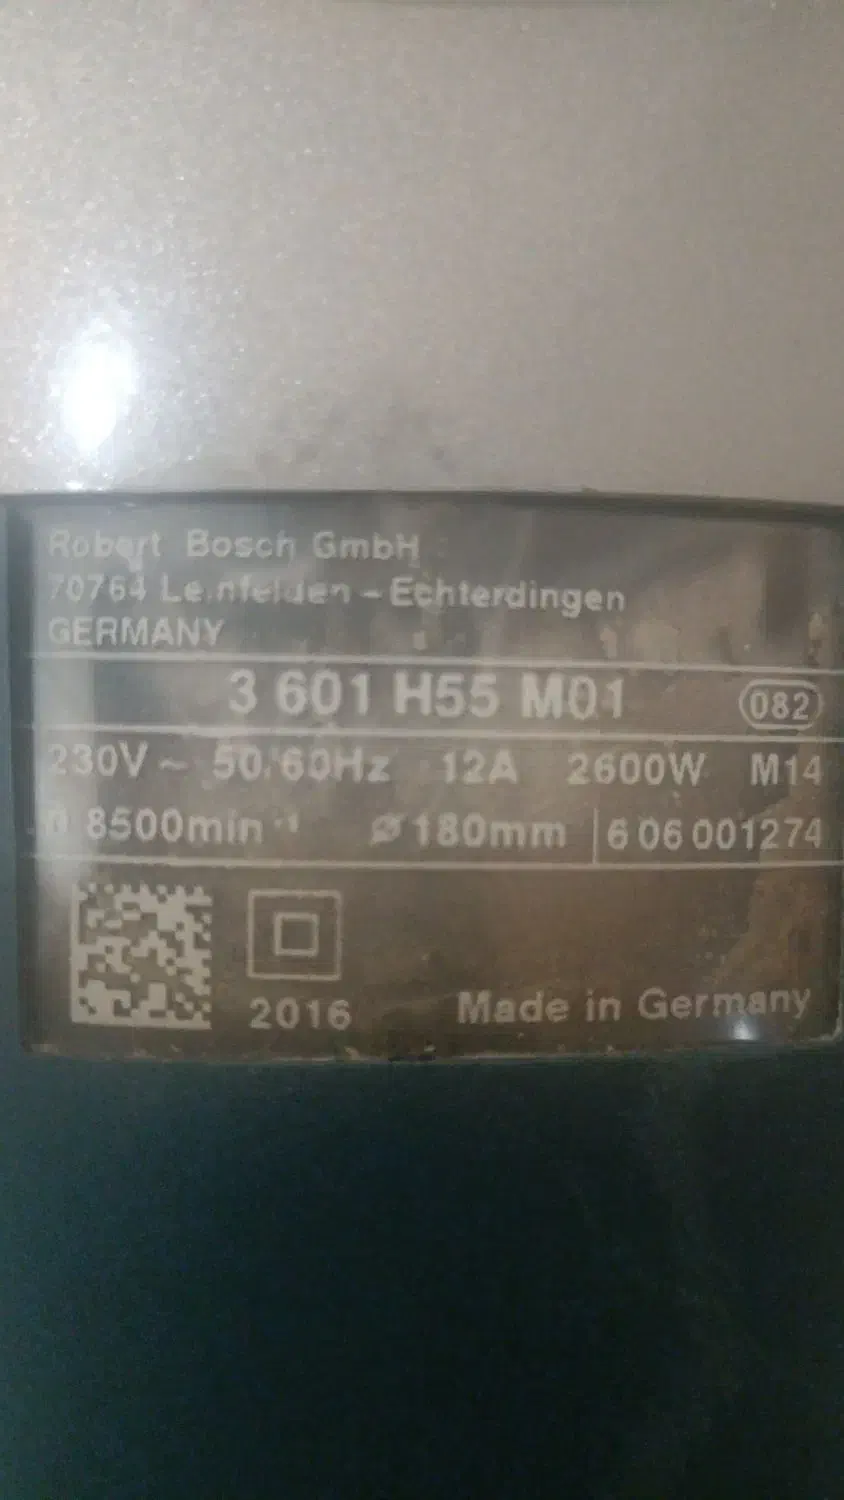 Robert Bosch GmbH
70764 Leinfelden - Echterdingen
GERMANY
3 601 H55 M01 082
230V ~ 50/60Hz 12A 2600W M14
8500min⁻¹ ⌀180mm 6 06 001274
2016 Made in Germany